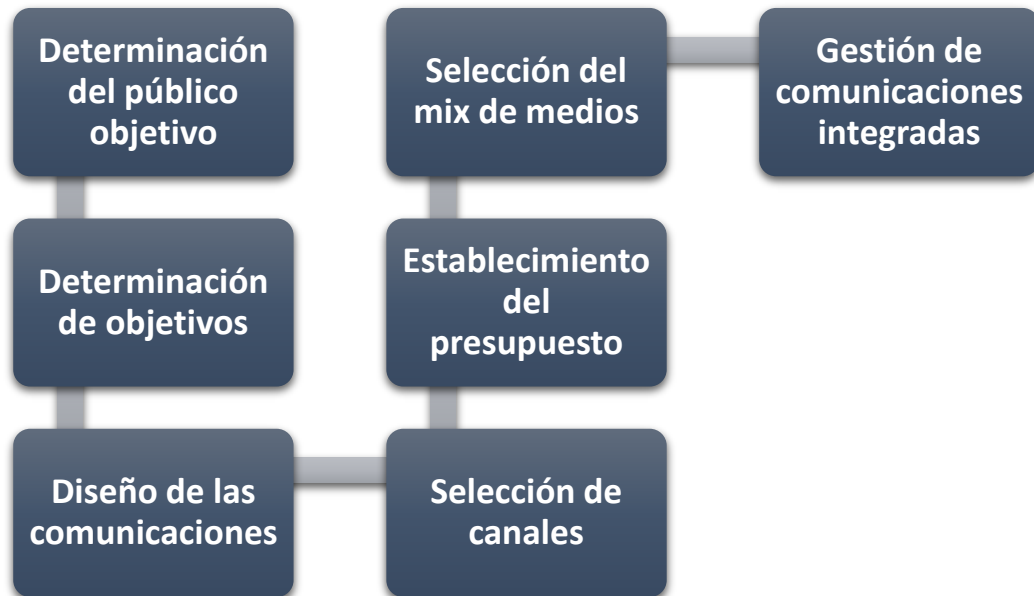 Determinación
del público
objetivo
Determinación
de objetivos
Diseño de las
comunicaciones
Selección de
canales
Establecimiento
del
presupuesto
Selección del
mix de medios
Gestión de
comunicaciones
integradas